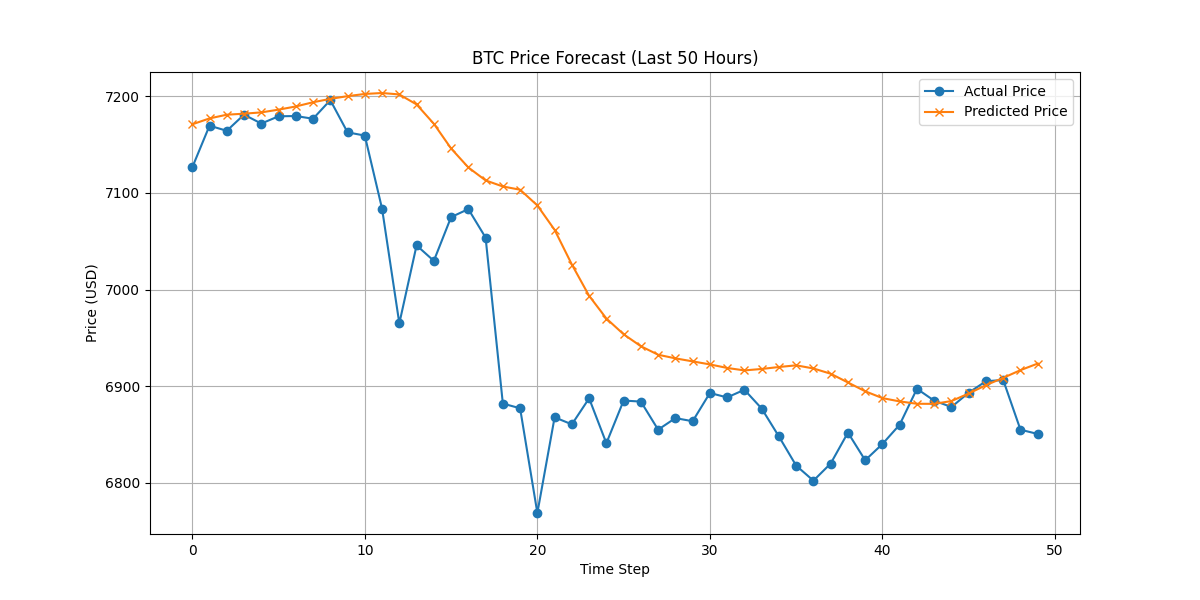 BTC Price Forecast (Last 50 Hours)
Actual Price
Predicted Price
7200
7100
7000
6900
6800
Price (USD)
0 10 20 30 40 50
Time Step